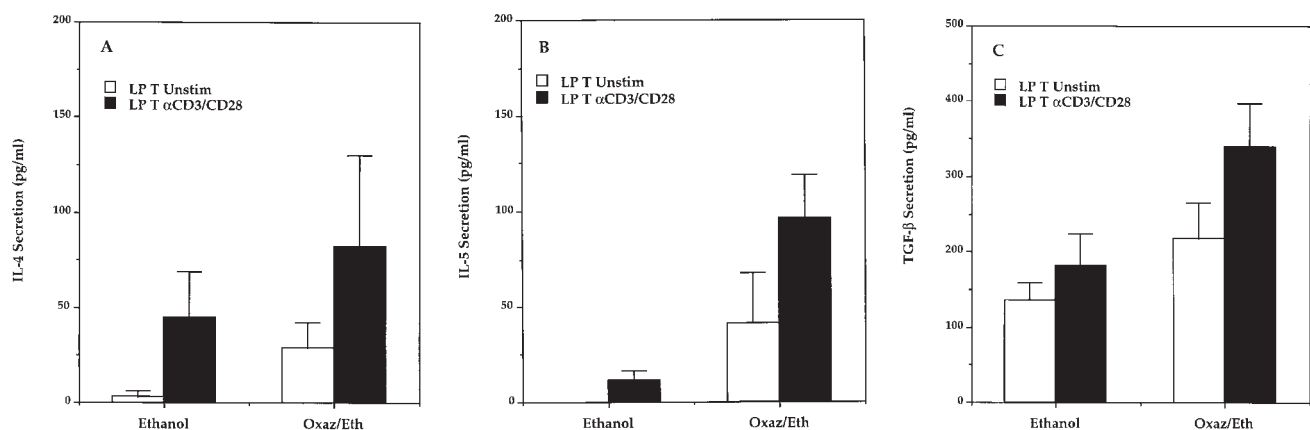 A
LP T Unstim
LP T αCD3/CD28
IL-4 Secretion (pg/ml)
200
150
100
50
0
Ethanol
Oxaz/Eth
B
LP T Unstim
LP T αCD3/CD28
IL-5 Secretion (pg/ml)
200
150
100
50
0
Ethanol
Oxaz/Eth
C
LP T Unstim
LP T αCD3/CD28
TGF-β Secretion (pg/ml)
500
400
300
200
100
0
Ethanol
Oxaz/Eth